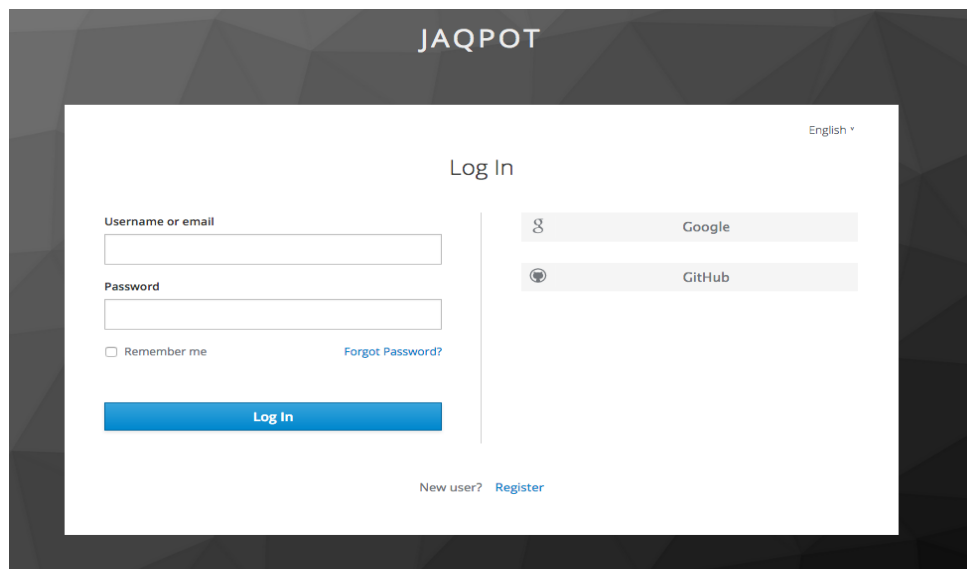 JAQPOT
English
Log In
Username or email
Password
Remember me
Forgot Password?
Log In
Google
GitHub
New user? Register